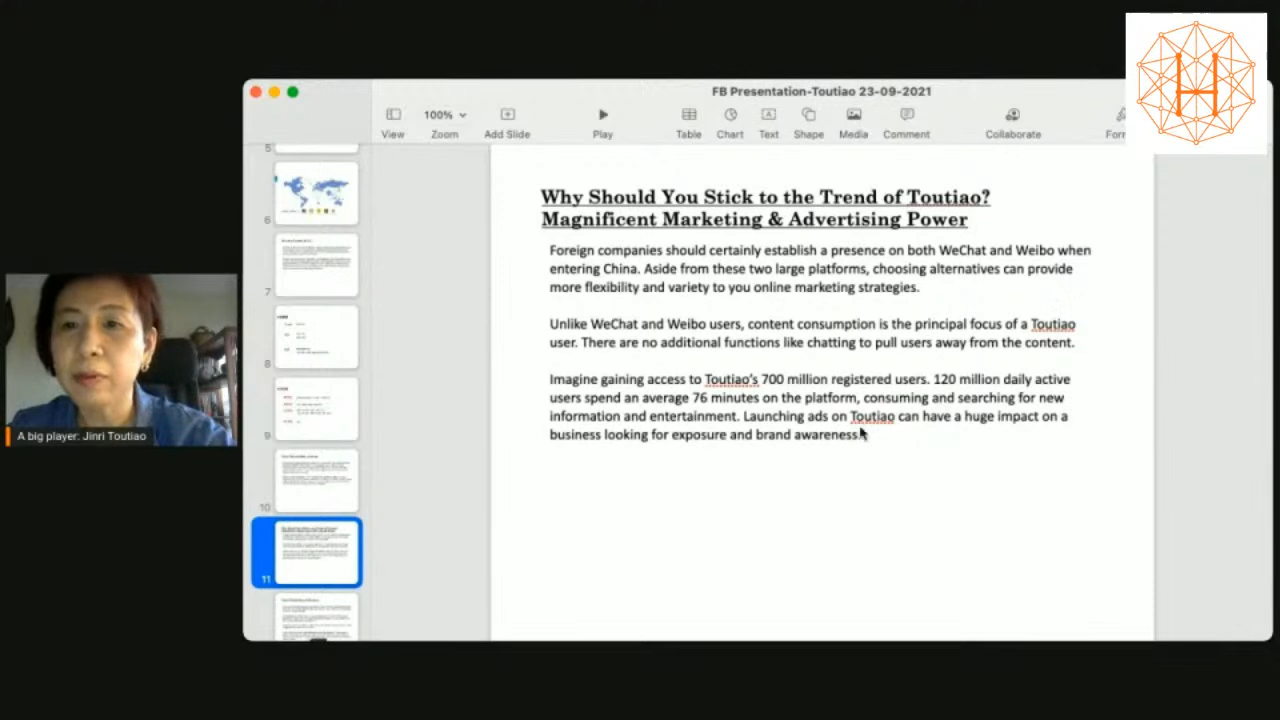 FB Presentation-Toutiao 23-09-2021
100%
View
Zoom
Add Slide
Play
Table
Chart
Text
Shape
Media
Comment
Collaborate
H
5
6
7
8
9
10
11
Why Should You Stick to the Trend of Toutiao?
Magnificent Marketing & Advertising Power
Foreign companies should certainly establish a presence on both WeChat and Weibo when
entering China. Aside from these two large platforms, choosing alternatives can provide
more flexibility and variety to you online marketing strategies.
Unlike WeChat and Weibo users, content consumption is the principal focus of a Toutiao
user. There are no additional functions like chatting to pull users away from the content.
Imagine gaining access to Toutiao's 700 million registered users. 120 million daily active
users spend an average 76 minutes on the platform, consuming and searching for new
information and entertainment. Launching ads on Toutiao can have a huge impact on a
business looking for exposure and brand awareness.
A big player: Jinri Toutiao